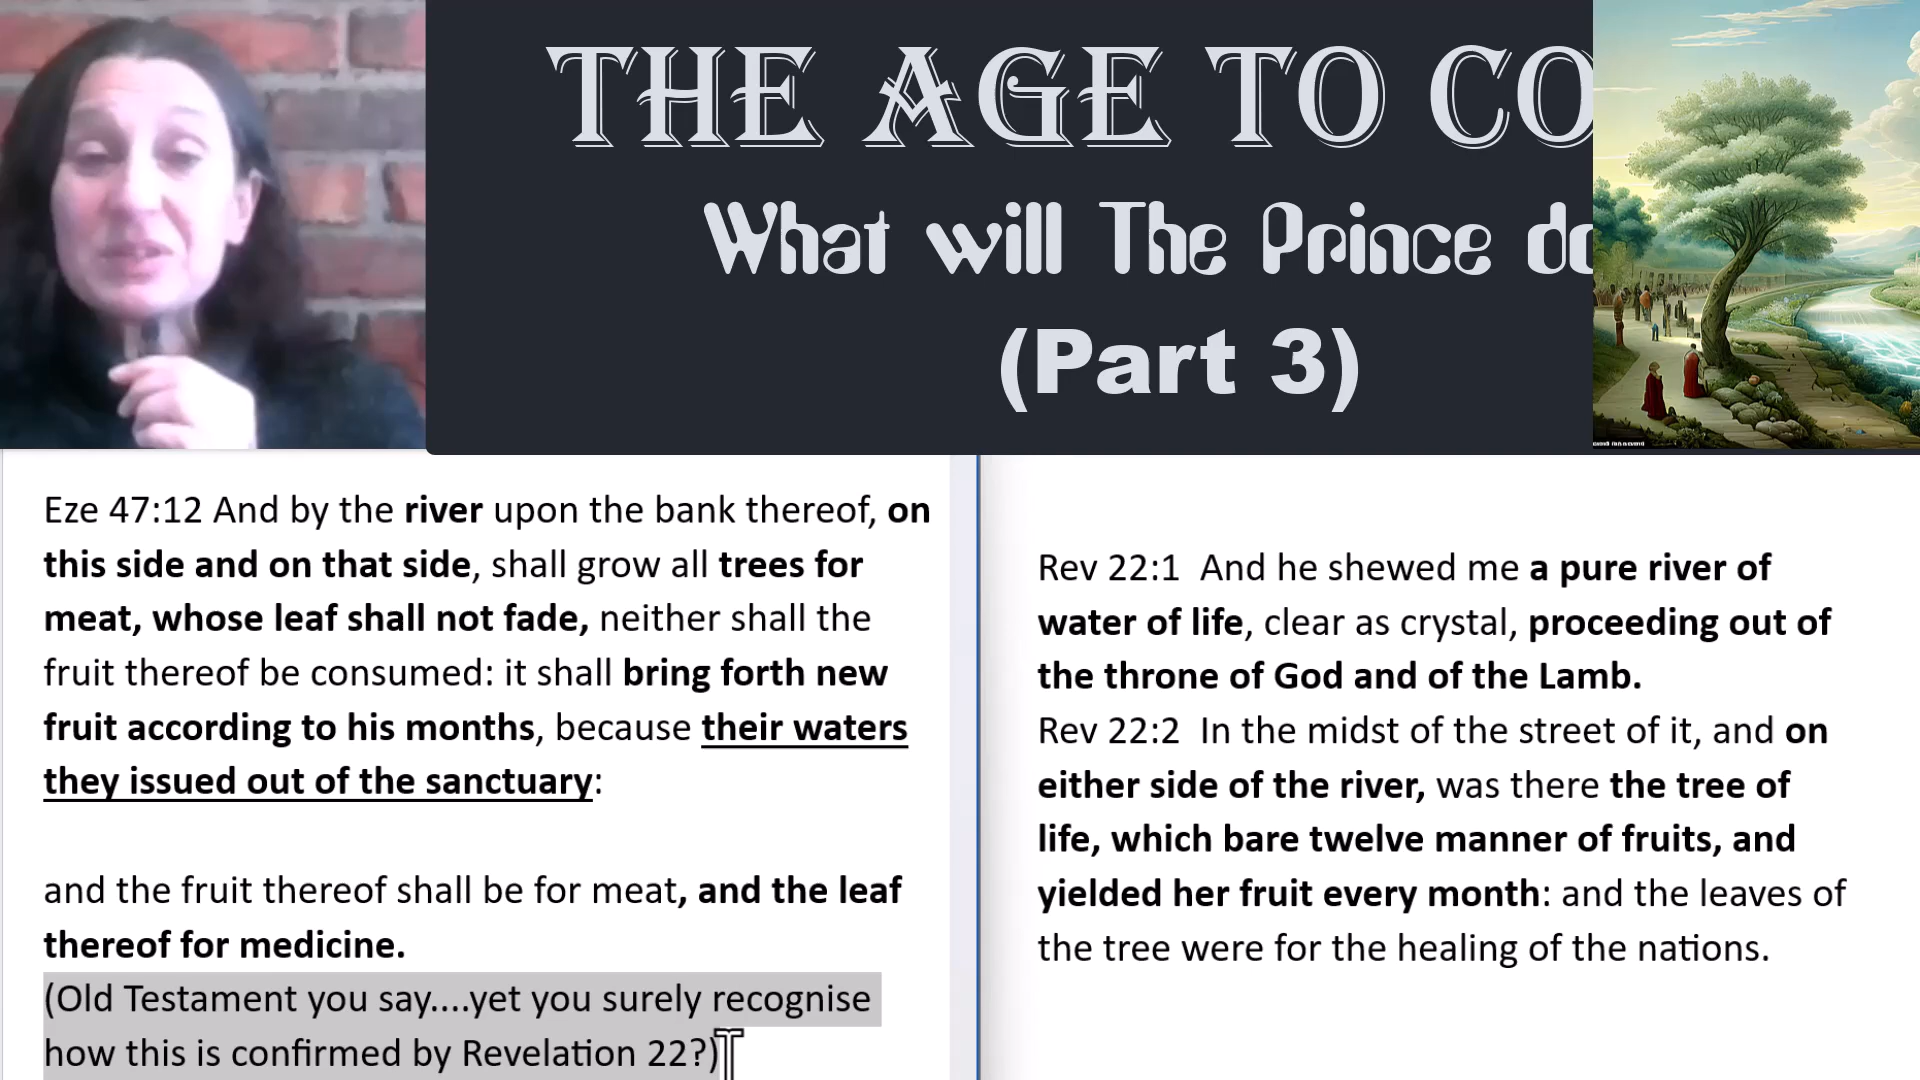 THE AGE TO CO
What will The Prince do
(Part 3)
Eze 47:12 And by the river upon the bank thereof, on
this side and on that side, shall grow all trees for
meat, whose leaf shall not fade, neither shall the
fruit thereof be consumed: it shall bring forth new
fruit according to his months, because their waters
they issued out of the sanctuary:
and the fruit thereof shall be for meat, and the leaf
thereof for medicine.
(Old Testament you say....yet you surely recognise
how this is confirmed by Revelation 22?)
Rev 22:1 And he shewed me a pure river of
water of life, clear as crystal, proceeding out of
the throne of God and of the Lamb.
Rev 22:2 In the midst of the street of it, and on
either side of the river, was there the tree of
life, which bare twelve manner of fruits, and
yielded her fruit every month: and the leaves of
the tree were for the healing of the nations.